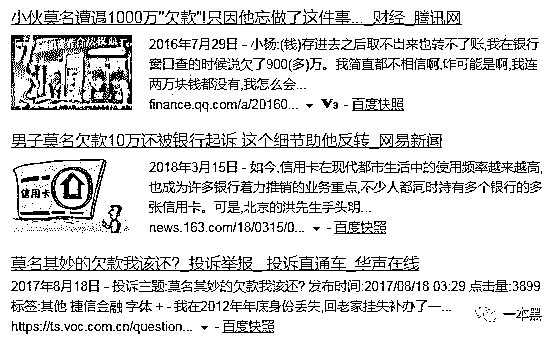 小伙莫名遭遇1000万"欠款"!只因他忘做了这件事..._财经_腾讯网
2016年7月29日 - 小杨:(钱)存进去之后取不出来也转不了账,我在银行
窗口查的时候说欠了900(多)万。我简直都不相信啊,咋可能是啊,我连
两万块钱都没有,我怎么会...
finance.qq.com/a/20160... - 百度快照
男子莫名欠款10万还被银行起诉 这个细节助他反转_网易新闻
信用卡
2018年3月15日 - 如今,信用卡在现代都市生活中的使用频率越来越高,
也成为许多银行着力推销的业务重点,不少人都同时持有多个银行的多
张信用卡。可是,北京的洪先生手头明...
news.163.com/18/0315/0... - 百度快照
莫名其妙的欠款我该还?_投诉举报_投诉直通车_华声在线
2017年8月18日 - 投诉主题:莫名其妙的欠款我该还? 发布时间:2017/08/18 03:29 点击量:3899
标签:其他 捷信金融 字体 + - 我在2012年年底身份丢失,回老家挂失补办了一...
https://ts.voc.com.cn/question... - 百度快照
一本黑